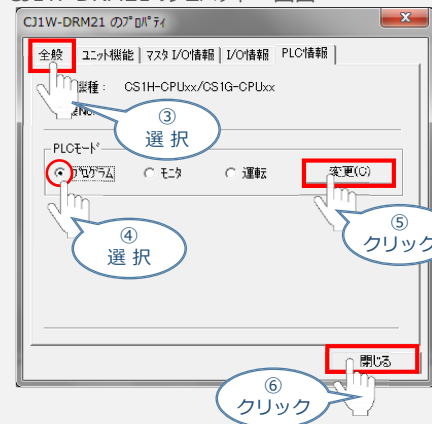 CJ1W-DRM21 のﾌﾟﾛﾊﾟﾃｨ
全般 ﾕﾆｯﾄ機能 ﾏｽﾀ I/O情報 I/O情報 PLC情報
CS1H-CPUxx/CS1G-CPUxx
③
選 択
PLCﾓｰﾄﾞ
ﾌﾟﾛｸﾞﾗﾑ ﾓﾆﾀ 運転 変更(C)
④
選 択
⑤
クリック
閉じる
⑥
クリック